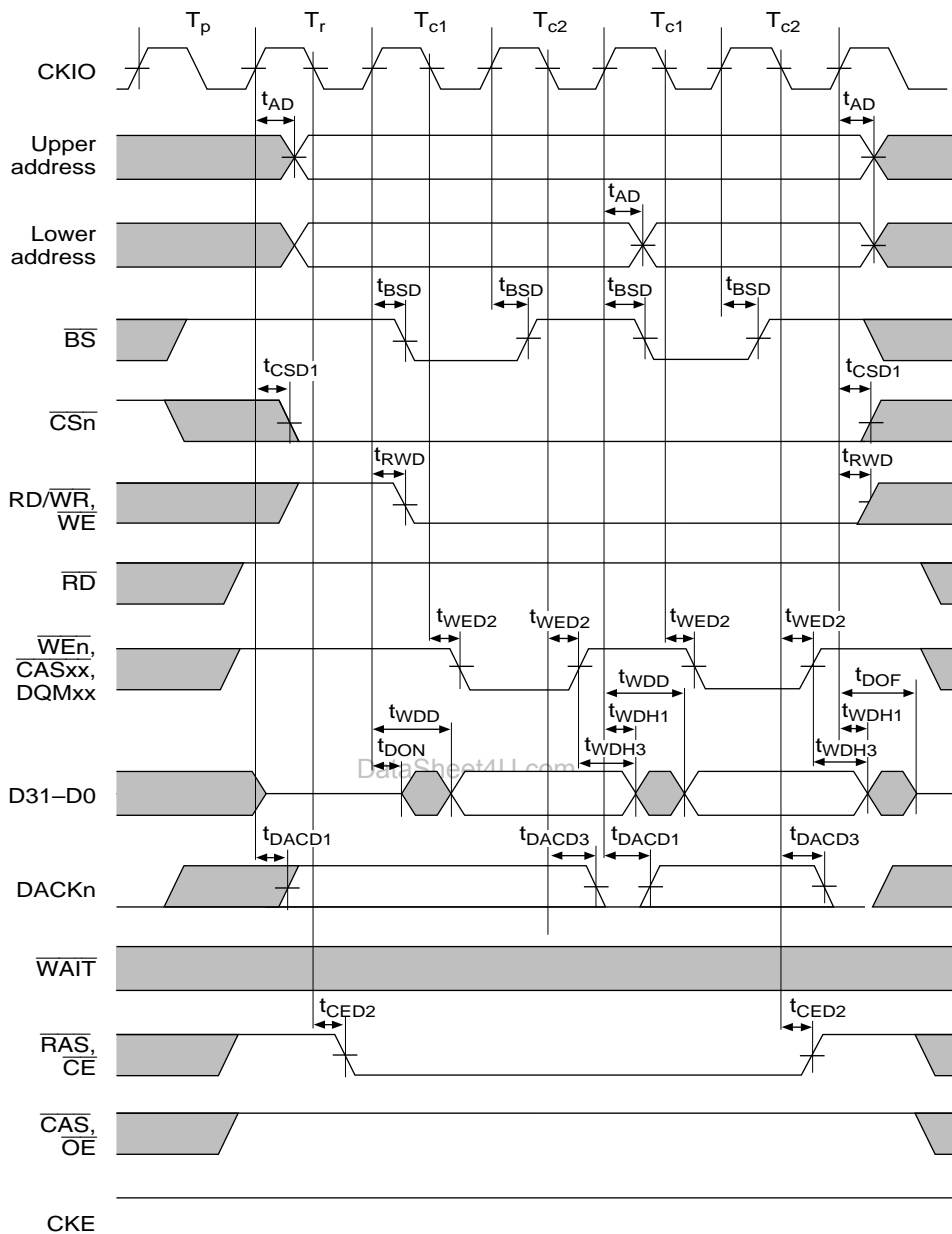 Tp Tr Tc1 Tc2 Tc1 Tc2
CKIO
tAD tAD
Upper
address
tAD
Lower
address
tBSD tBSD tBSD tBSD
BS
tCSD1 tCSD1
CSn
tRWD tRWD
RD/WR,
WE
RD
tWED2 tWED2 tWED2 tWED2
WEn,
CASxx,
DQMxx
tWDD tWDD tDOF
tWDH1 tWDH1
tDON tWDH3 tWDH3
DataSheet4U.com
D31–D0
tDACD1 tDACD3 tDACD1 tDACD3
DACKn
WAIT
tCED2 tCED2
RAS,
CE
CAS,
OE
CKE